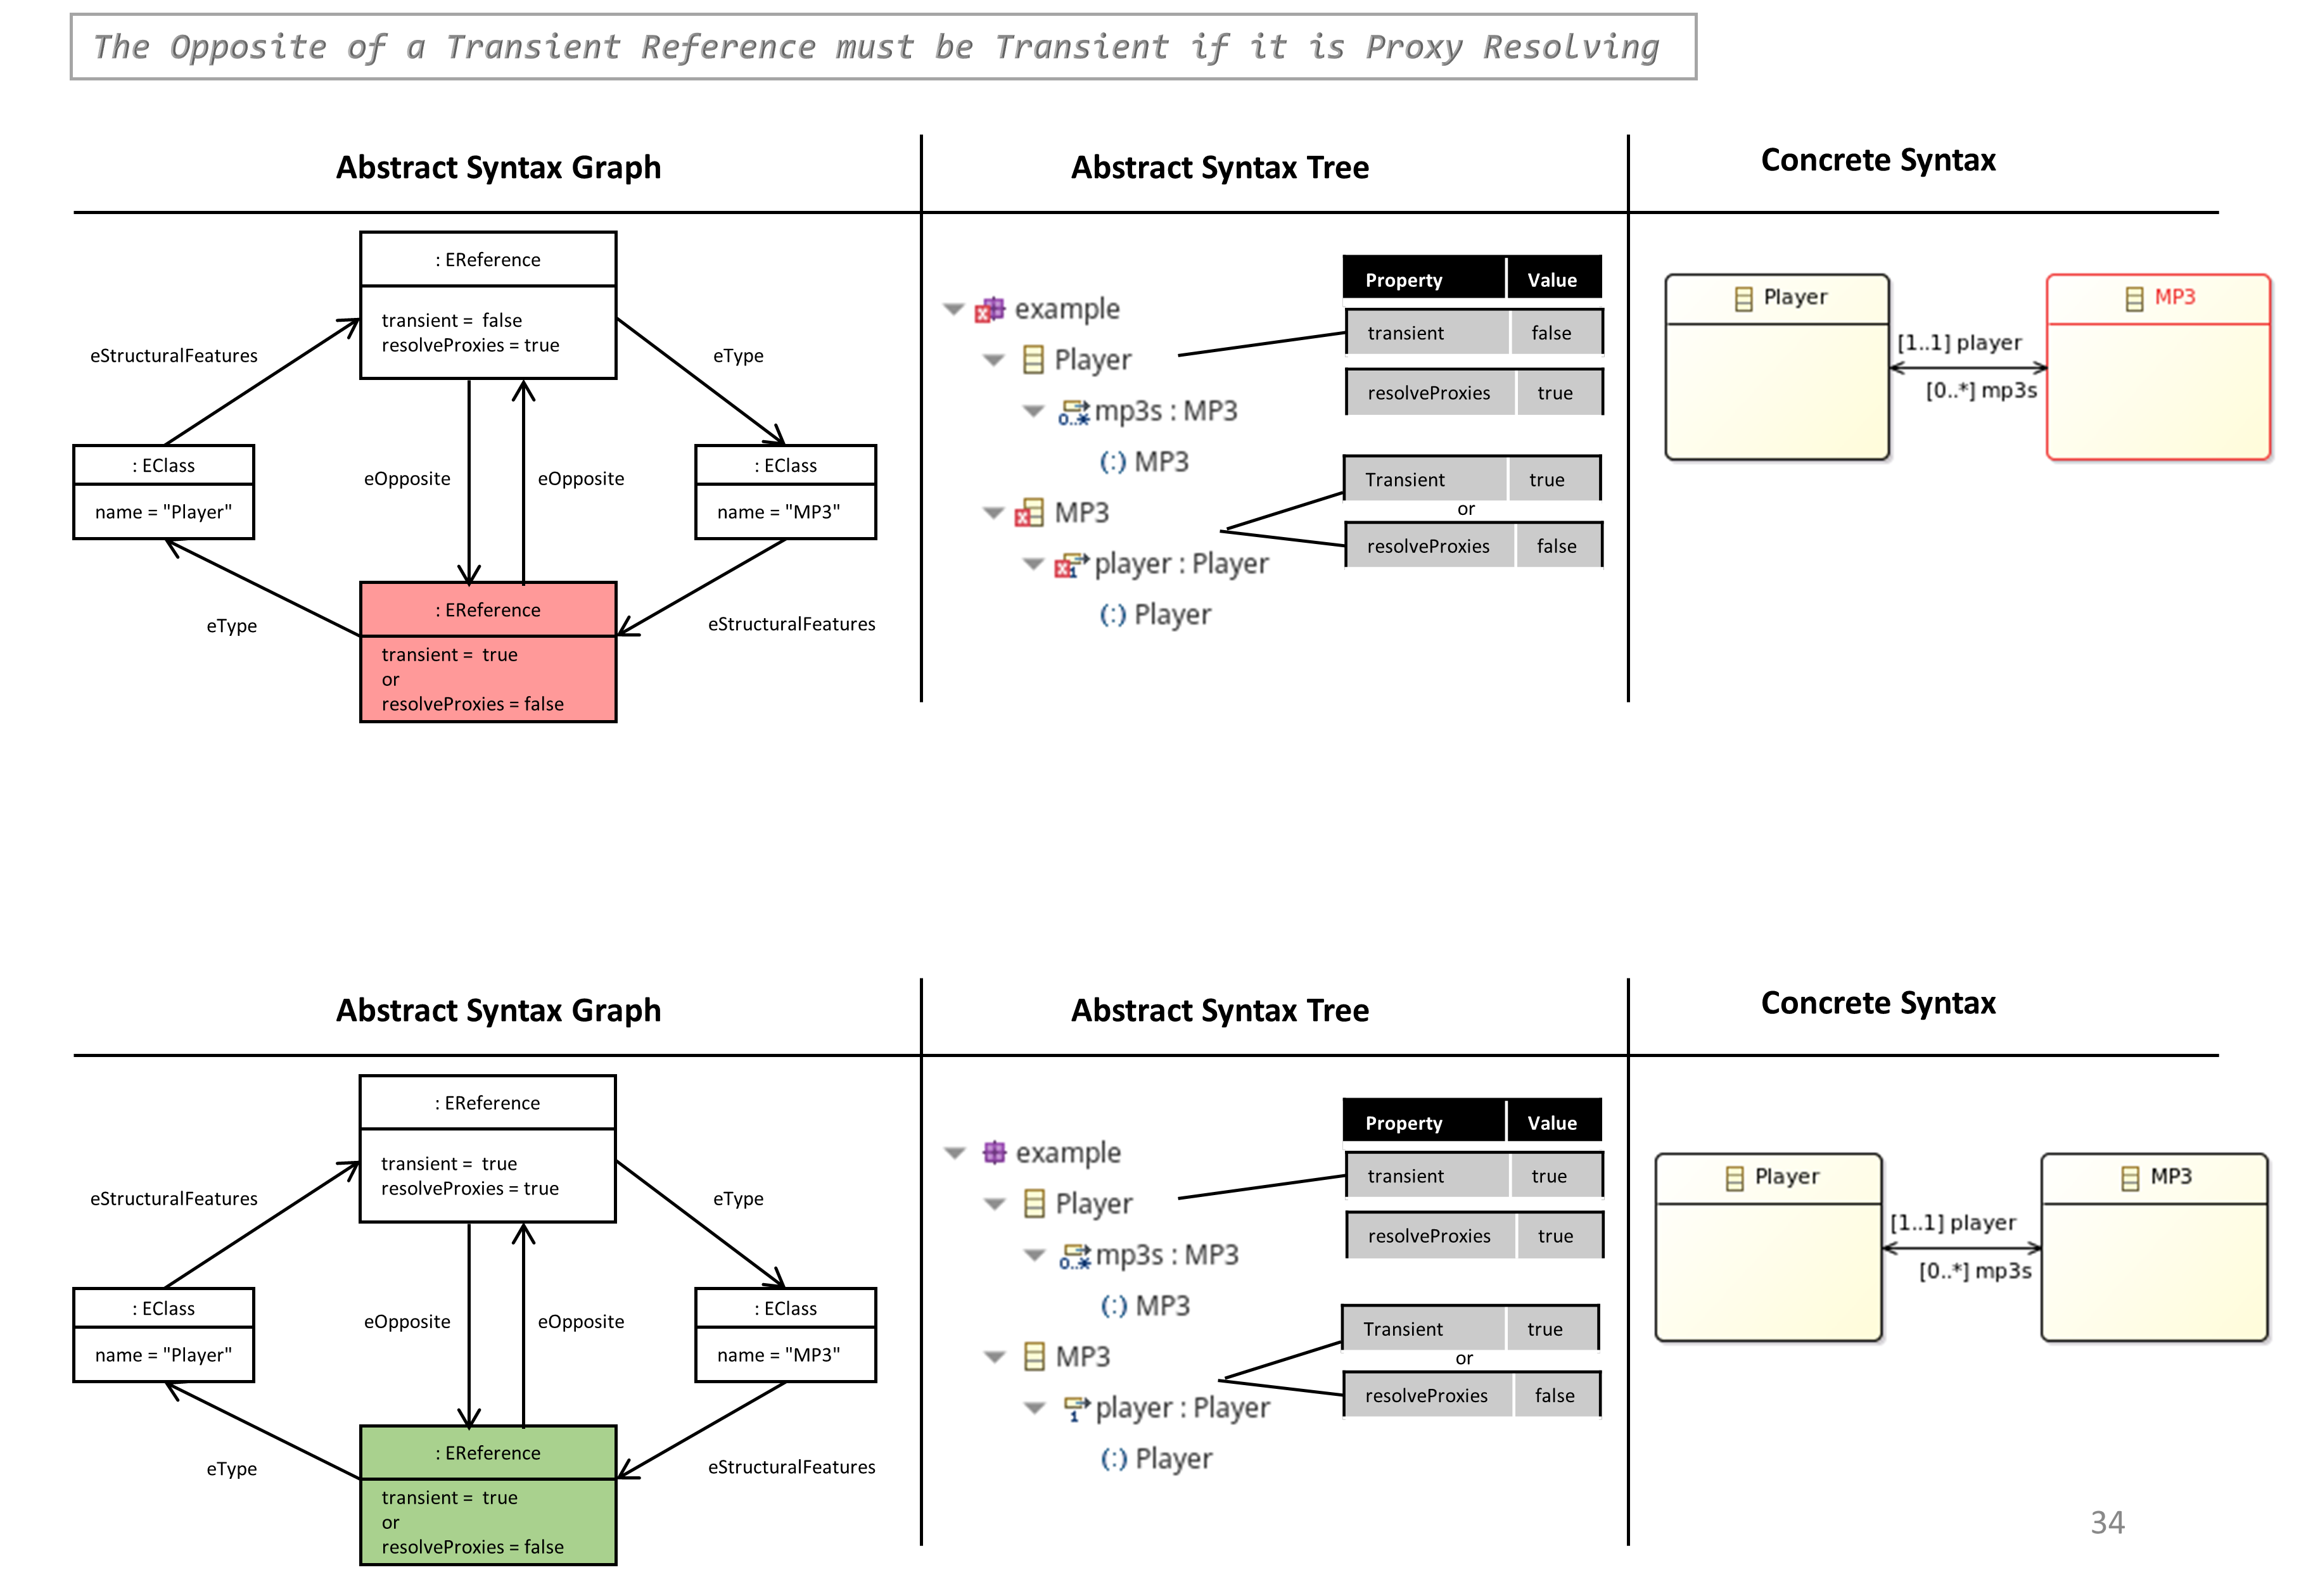 The Opposite of a Transient Reference must be Transient if it is Proxy Resolving
Abstract Syntax Graph
: EReference
transient = false
resolveProxies = true
eStructuralFeatures
eType
: EClass
name = "Player"
eOpposite
eOpposite
: EClass
name = "MP3"
eType
: EReference
transient = true
or
resolveProxies = false
eStructuralFeatures
Abstract Syntax Tree
example
Player
0..* mp3s : MP3
(:) MP3
MP3
1 player : Player
(:) Player
Property Value
transient false
resolveProxies true
Transient true
or
resolveProxies false
Concrete Syntax
Player
MP3
[1..1] player
[0..*] mp3s
Abstract Syntax Graph
: EReference
transient = true
resolveProxies = true
eStructuralFeatures
eType
: EClass
name = "Player"
eOpposite
eOpposite
: EClass
name = "MP3"
eType
: EReference
transient = true
or
resolveProxies = false
eStructuralFeatures
Abstract Syntax Tree
example
Player
0..* mp3s : MP3
(:) MP3
MP3
1 player : Player
(:) Player
Property Value
transient true
resolveProxies true
Transient true
or
resolveProxies false
Concrete Syntax
Player
MP3
[1..1] player
[0..*] mp3s
34